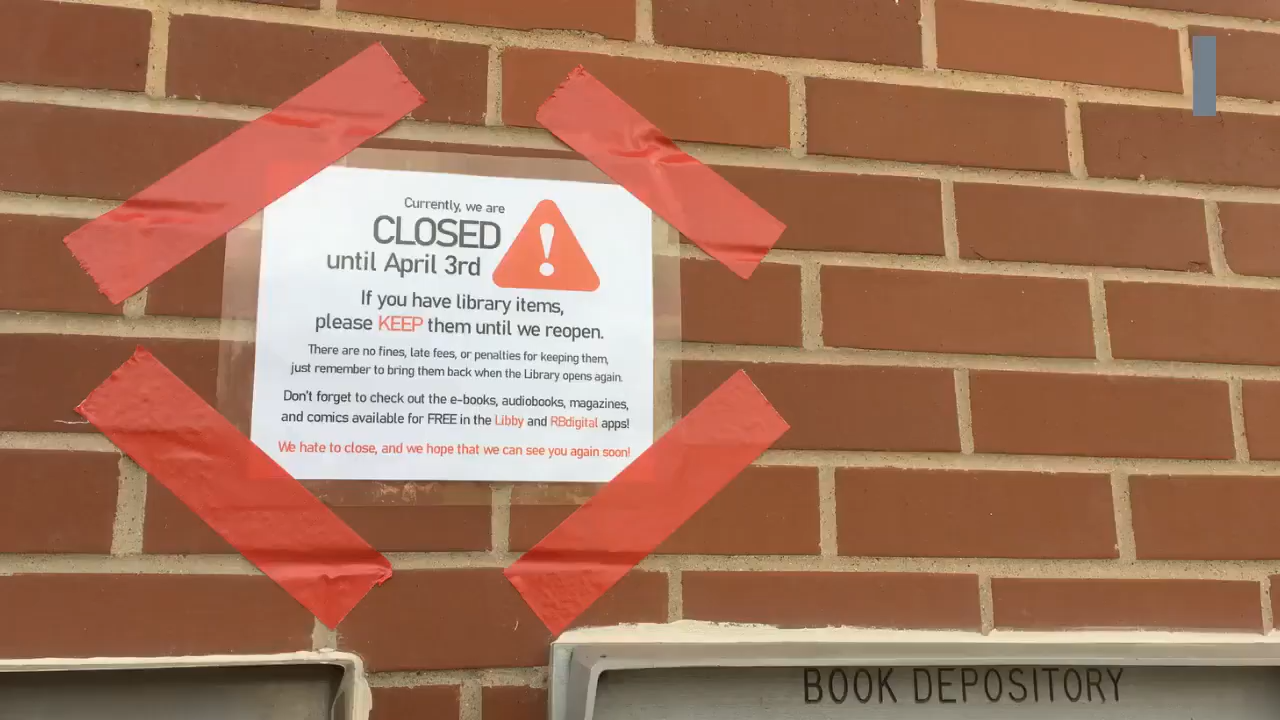 Currently, we are
CLOSED
until April 3rd
If you have library items,
please KEEP them until we reopen.
There are no fines, late fees, or penalties for keeping them,
just remember to bring them back when the Library opens again.
Don't forget to check out the e-books, audiobooks, magazines,
and comics available for FREE in the Libby and RBdigital apps!
We hate to close, and we hope that we can see you again soon!
BOOK DEPOSITORY